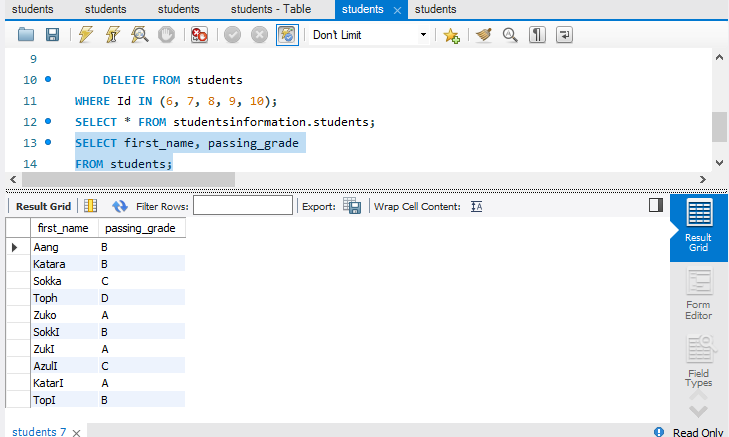 students students students students - Table students × students
Don't Limit
9
10 DELETE FROM students
11 WHERE Id IN (6, 7, 8, 9, 10);
12 SELECT * FROM studentsinformation.students;
13 SELECT first_name, passing_grade
14 FROM students;
Result Grid Filter Rows: Export: Wrap Cell Content: IA
first_name passing_grade
Aang B
Katara B
Sokka C
Toph D
Zuko A
SokkI B
ZukI A
AzulI C
KatarI A
TopI B
Result
Grid
Form
Editor
Field
Types
students 7 × Read Only